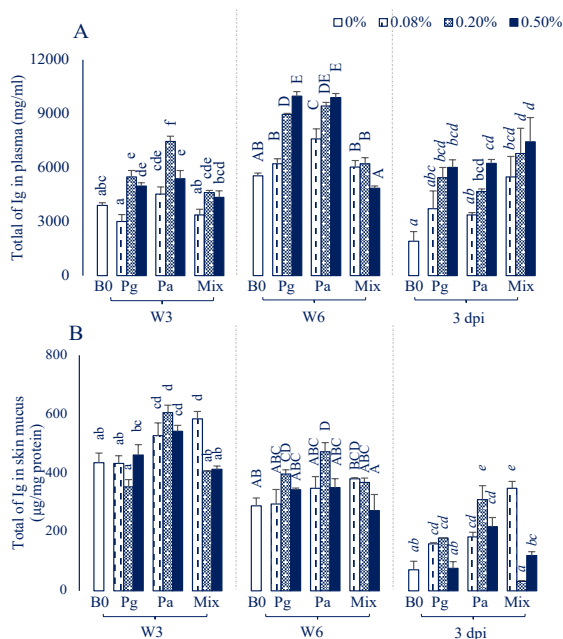 0% 0.08% 0.20% 0.50%
A
Totlal of Ig in plasma (mg/ml)
12000
9000
6000
3000
0
abc a de de cde f e ab cde bcd
AB B D E C DE E B B A
a abc bcd bcd ab bcd cd bcd d d
B0 Pg Pa Mix B0 Pg Pa Mix B0 Pg Pa Mix
W3 W6 3 dpi
B
Total of Ig in skin mucus
(µg/mg protein)
800
600
400
200
0
ab ab a bc cd d cd d ab ab
AB ABC CD ABC ABC D ABC BCD ABC A
ab cd cd ab cd e cd e a bc
B0 Pg Pa Mix B0 Pg Pa Mix B0 Pg Pa Mix
W3 W6 3 dpi